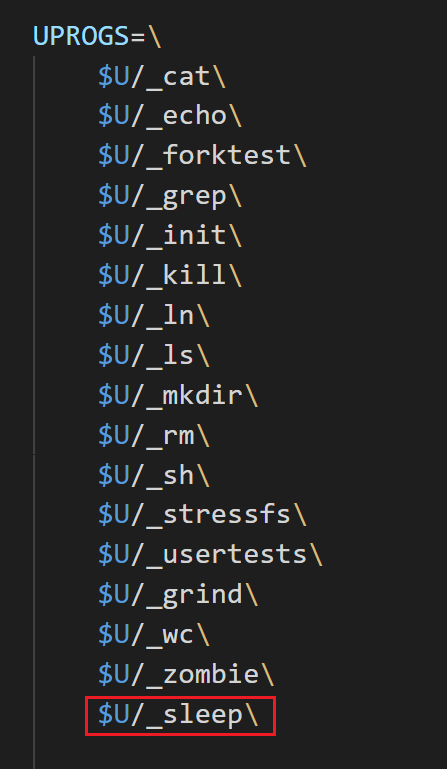 UPROGS=\
$U/_cat\
$U/_echo\
$U/_forktest\
$U/_grep\
$U/_init\
$U/_kill\
$U/_ln\
$U/_ls\
$U/_mkdir\
$U/_rm\
$U/_sh\
$U/_stressfs\
$U/_usertests\
$U/_grind\
$U/_wc\
$U/_zombie\
$U/_sleep\